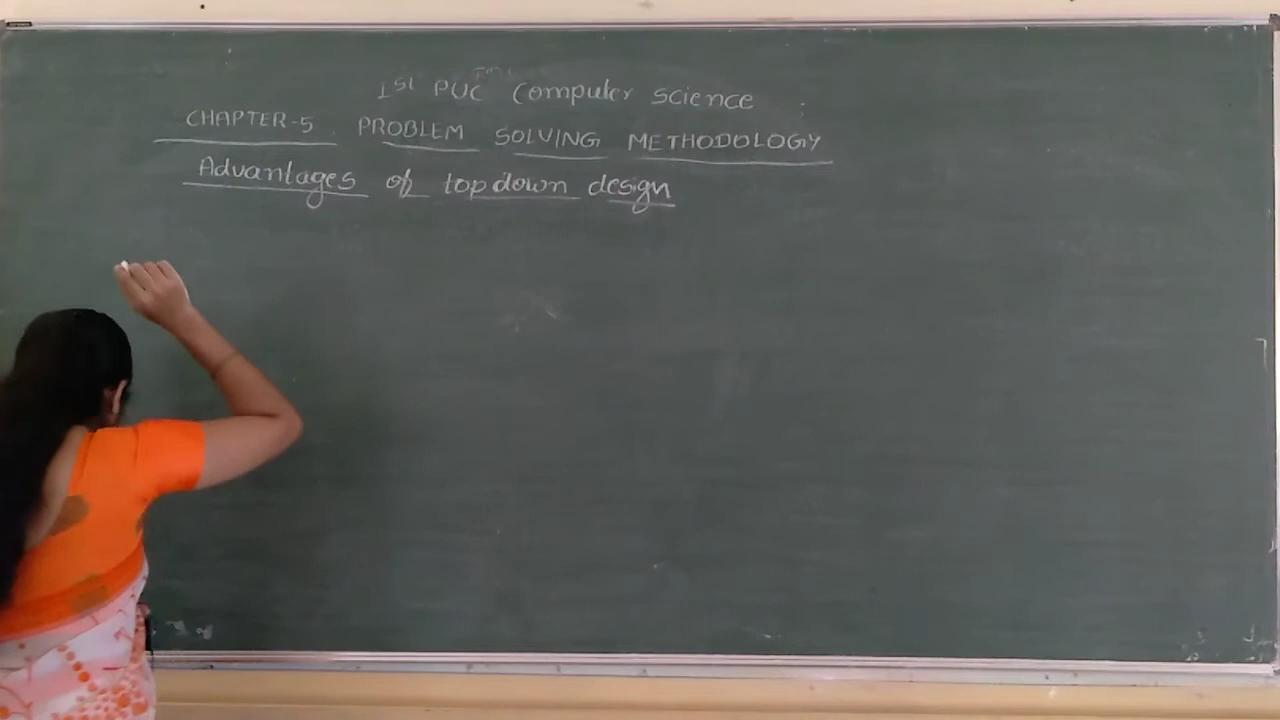 1st PUC Computer Science
CHAPTER-5 PROBLEM SOLVING METHODOLOGY
Advantages of top down design